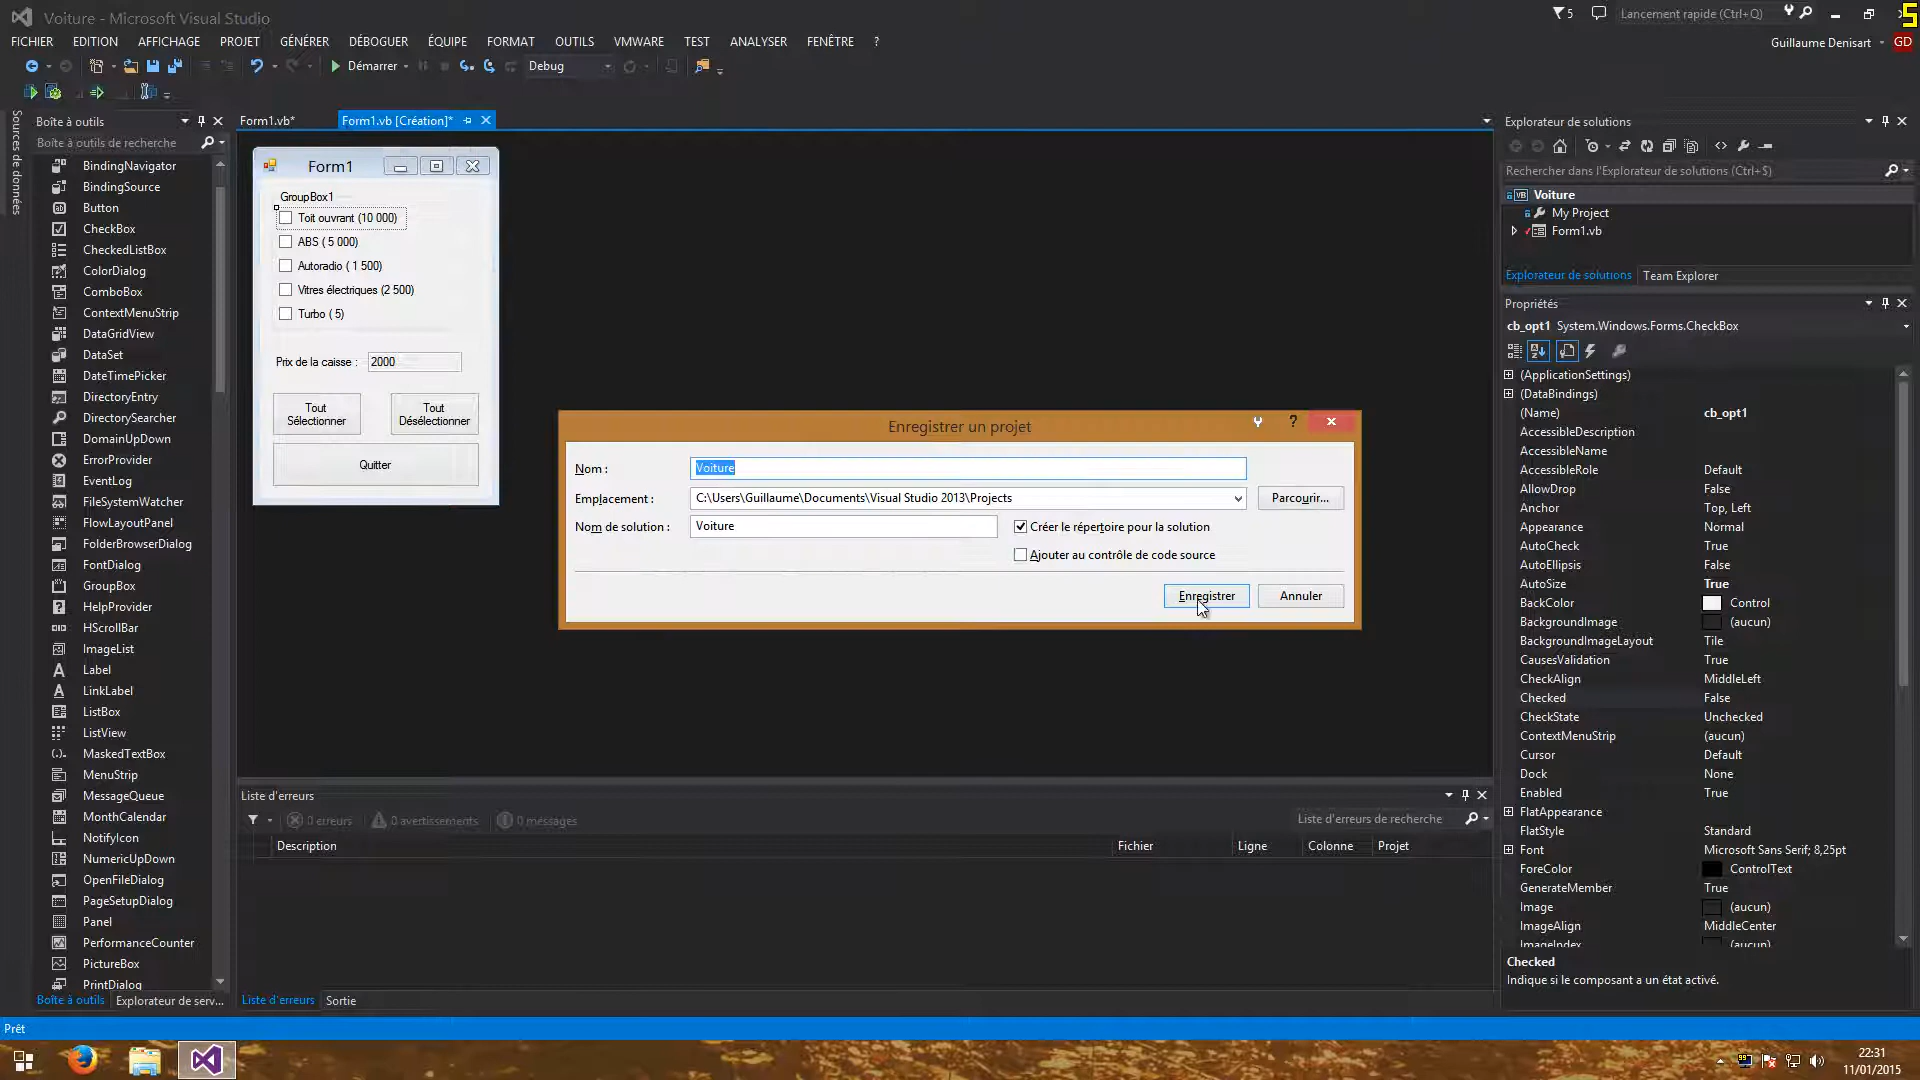 Voiture - Microsoft Visual Studio
5
Lancement rapide (Ctrl+Q)
5
FICHIER EDITION AFFICHAGE PROJET GÉNÉRER DÉBOGUER ÉQUIPE FORMAT OUTILS VMWARE TEST ANALYSER FENÊTRE ?
Guillaume Denisart GD
Démarrer Debug
Sources de données
Boîte à outils
Boîte à outils de recherche
BindingNavigator
BindingSource
Button
CheckBox
CheckedListBox
ColorDialog
ComboBox
ContextMenuStrip
DataGridView
DataSet
DateTimePicker
DirectoryEntry
DirectorySearcher
DomainUpDown
ErrorProvider
EventLog
FileSystemWatcher
FlowLayoutPanel
FolderBrowserDialog
FontDialog
GroupBox
HelpProvider
HScrollBar
ImageList
Label
LinkLabel
ListBox
ListView
MaskedTextBox
MenuStrip
MessageQueue
MonthCalendar
NotifyIcon
NumericUpDown
OpenFileDialog
PageSetupDialog
Panel
PerformanceCounter
PictureBox
PrintDialog
Boîte à outils Explorateur de serv...
Form1.vb* Form1.vb [Création]*
Form1
GroupBox1
Toit ouvrant (10 000)
ABS ( 5 000)
Autoradio ( 1 500)
Vitres électriques (2 500)
Turbo ( 5)
Prix de la caisse : 2000
Tout
Sélectionner
Tout
Désélectionner
Quitter
Enregistrer un projet
?
Nom : Voiture
Emplacement : C:\Users\Guillaume\Documents\Visual Studio 2013\Projects Parcourir...
Nom de solution : Voiture Créer le répertoire pour la solution
Ajouter au contrôle de code source
Enregistrer Annuler
Liste d'erreurs
0 erreurs 0 avertissements 0 messages Liste d'erreurs de recherche
Description Fichier Ligne Colonne Projet
Liste d'erreurs Sortie
Explorateur de solutions
Rechercher dans l'Explorateur de solutions (Ctrl+$)
VB Voiture
My Project
Form1.vb
Explorateur de solutions Team Explorer
Propriétés
cb_opt1 System.Windows.Forms.CheckBox
(ApplicationSettings)
(DataBindings)
(Name) cb_opt1
AccessibleDescription
AccessibleName
AccessibleRole Default
AllowDrop False
Anchor Top, Left
Appearance Normal
AutoCheck True
AutoEllipsis False
AutoSize True
BackColor Control
BackgroundImage (aucun)
BackgroundImageLayout Tile
CausesValidation True
CheckAlign MiddleLeft
Checked False
CheckState Unchecked
ContextMenuStrip (aucun)
Cursor Default
Dock None
Enabled True
FlatAppearance
FlatStyle Standard
Font Microsoft Sans Serif; 8,25pt
ForeColor ControlText
GenerateMember True
Image (aucun)
ImageAlign MiddleCenter
ImageIndex (aucun)
Checked
Indique si le composant a un état activé.
Prêt
22:31
11/01/2015